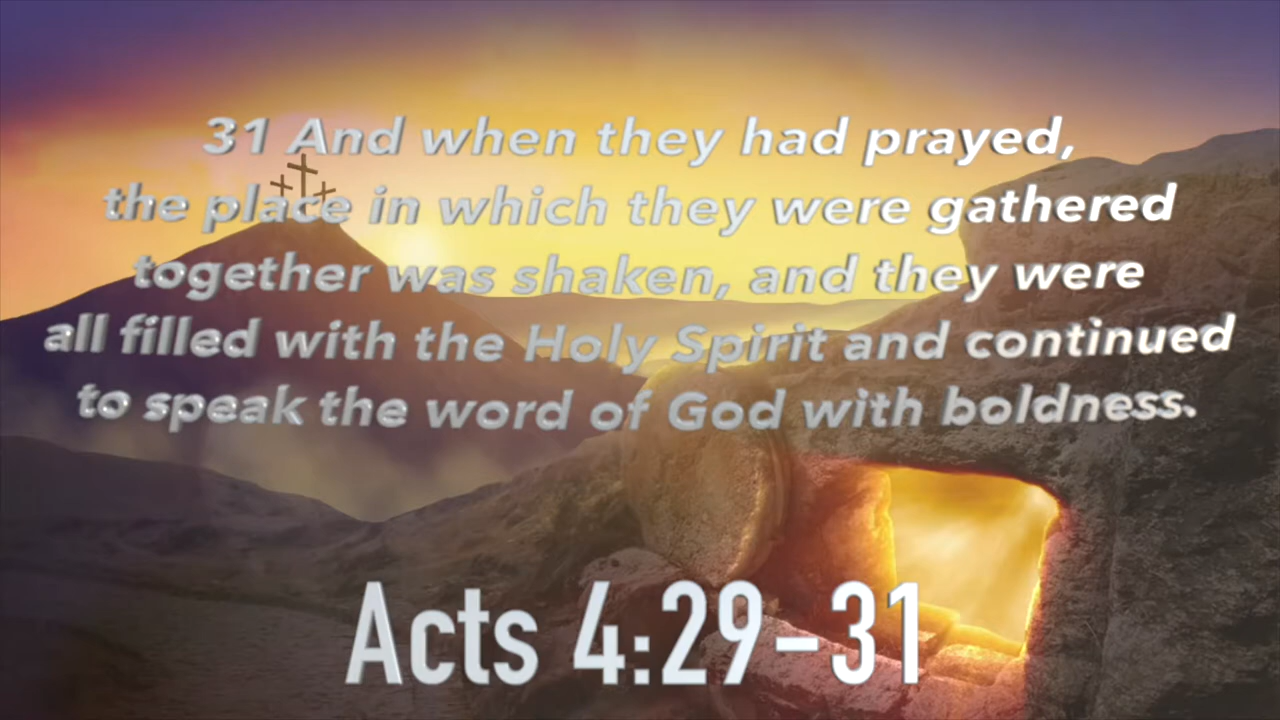 31 And when they had prayed,
the place in which they were gathered
together was shaken, and they were
all filled with the Holy Spirit and continued
to speak the word of God with boldness.
Acts 4:29-31